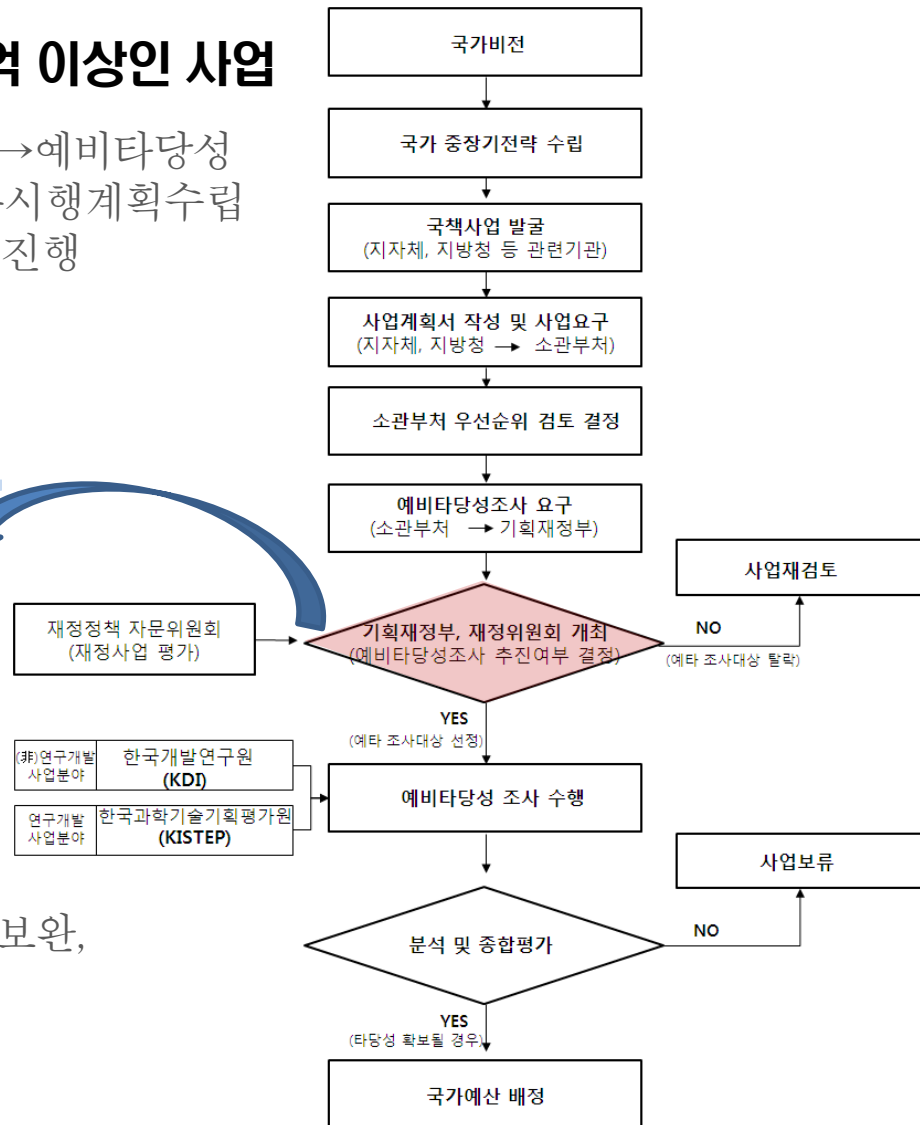 억 이상인 사업
→예비타당성
시행계획수립
진행
국가비전
국가 중장기전략 수립
국책사업 발굴
(지자체, 지방청 등 관련기관)
사업계획서 작성 및 사업요구
(지자체, 지방청 → 소관부처)
소관부처 우선순위 검토 결정
예비타당성조사 요구
(소관부처 → 기획재정부)
사업재검토
재정정책 자문위원회
(재정사업 평가)
기획재정부, 재정위원회 개최
(예비타당성조사 추진여부 결정)
NO
(예타 조사대상 탈락)
YES
(예타 조사대상 선정)
(非)연구개발
사업분야
한국개발연구원
(KDI)
연구개발
사업분야
한국과학기술기획평가원
(KISTEP)
예비타당성 조사 수행
사업보류
보완,
분석 및 종합평가
NO
YES
(타당성 확보될 경우)
국가예산 배정